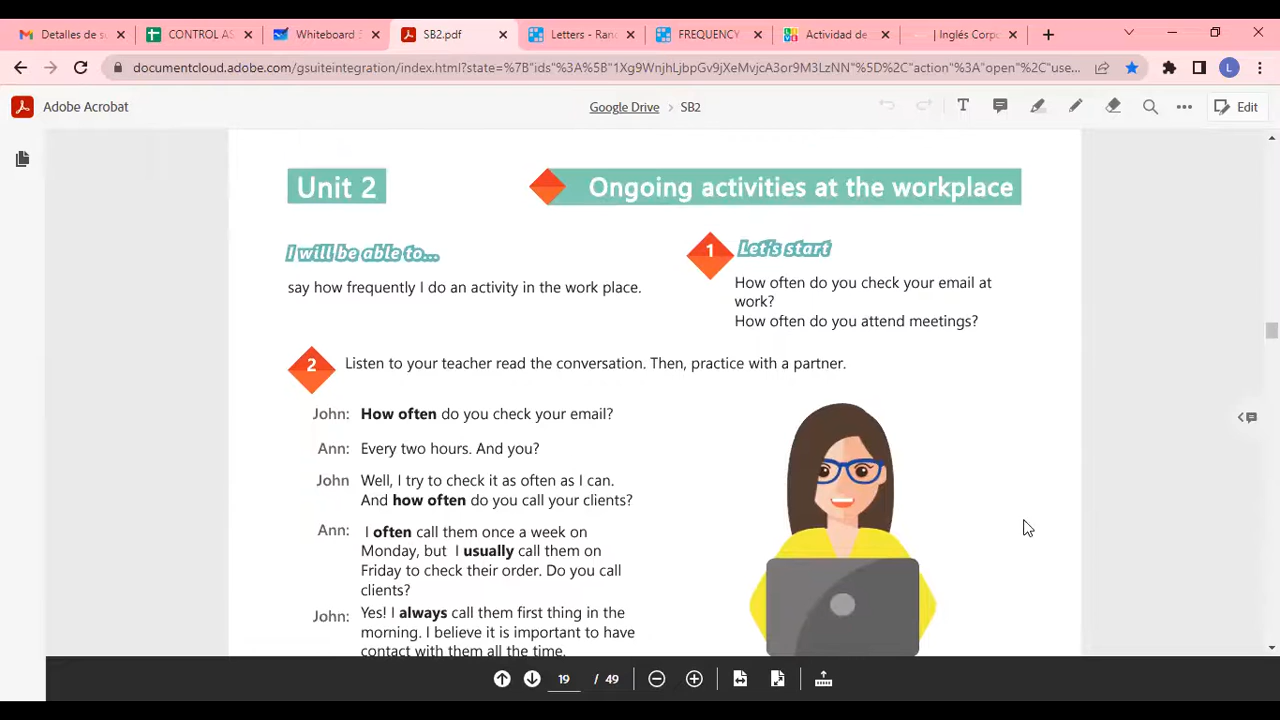 Detalles de su
CONTROL AS
Whiteboard
SB2.pdf
Letters - Ran
FREQUENCY
Actividad de
| Inglés Corpo
documentcloud.adobe.com/gsuiteintegration/index.html?state=%7B"ids"%3A%5B"1Xg9WnjhLjbpGv9jXeMvjcA3or9M3LzNN"%5D%2C"action"%3A"open"%2C"use...
L
Adobe Acrobat
Google Drive > SB2
Edit
Unit 2
Ongoing activities at the workplace
I will be able to...
say how frequently I do an activity in the work place.
1
Let's start
How often do you check your email at
work?
How often do you attend meetings?
2
Listen to your teacher read the conversation. Then, practice with a partner.
John: How often do you check your email?
Ann: Every two hours. And you?
John Well, I try to check it as often as I can.
And how often do you call your clients?
Ann: I often call them once a week on
Monday, but I usually call them on
Friday to check their order. Do you call
clients?
John: Yes! I always call them first thing in the
morning. I believe it is important to have
contact with them all the time.
19 / 49